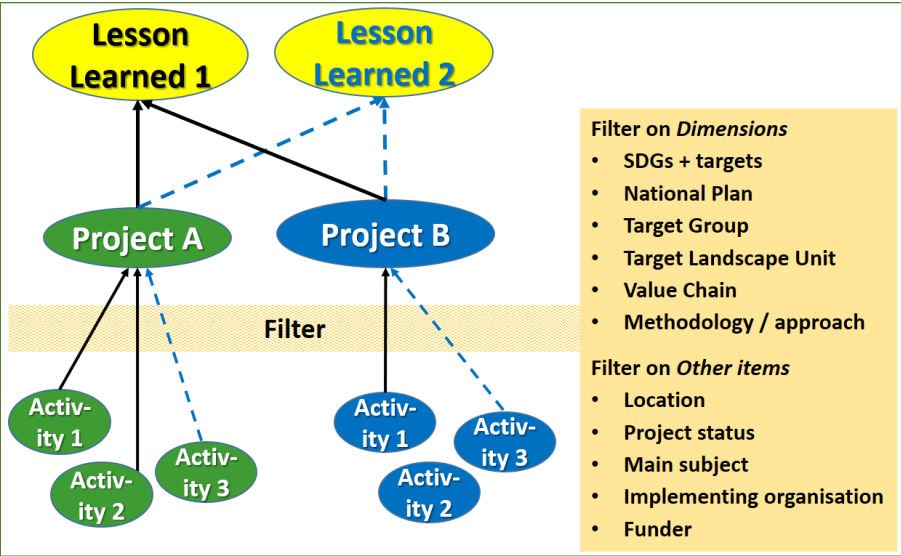 Lesson
Learned 1
Lesson
Learned 2
Project A
Project B
Filter
Activ-
ity 1
Activ-
ity 2
Activ-
ity 3
Activ-
ity 1
Activ-
ity 2
Activ-
ity 3
Filter on Dimensions
• SDGs + targets
• National Plan
• Target Group
• Target Landscape Unit
• Value Chain
• Methodology / approach
Filter on Other items
• Location
• Project status
• Main subject
• Implementing organisation
• Funder